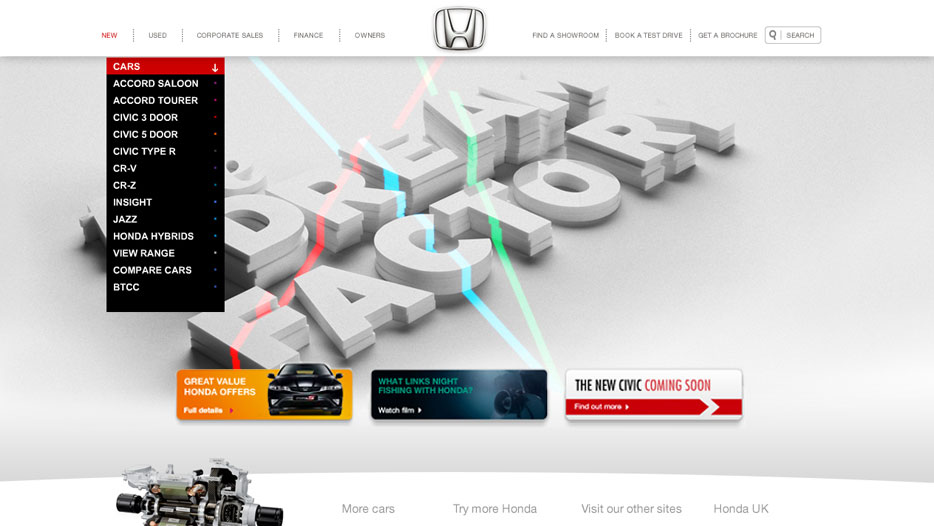 NEW
USED
CORPORATE SALES
FINANCE
OWNERS
FIND A SHOWROOM
BOOK A TEST DRIVE
GET A BROCHURE
SEARCH
CARS
ACCORD SALOON
ACCORD TOURER
CIVIC 3 DOOR
CIVIC 5 DOOR
CIVIC TYPE R
CR-V
CR-Z
INSIGHT
JAZZ
HONDA HYBRIDS
VIEW RANGE
COMPARE CARS
BTCC
DREAM
FACTORY
GREAT VALUE
HONDA OFFERS
Full details
WHAT LINKS NIGHT
FISHING WITH HONDA?
Watch film
THE NEW CIVIC COMING SOON
Find out more
More cars
Try more Honda
Visit our other sites
Honda UK